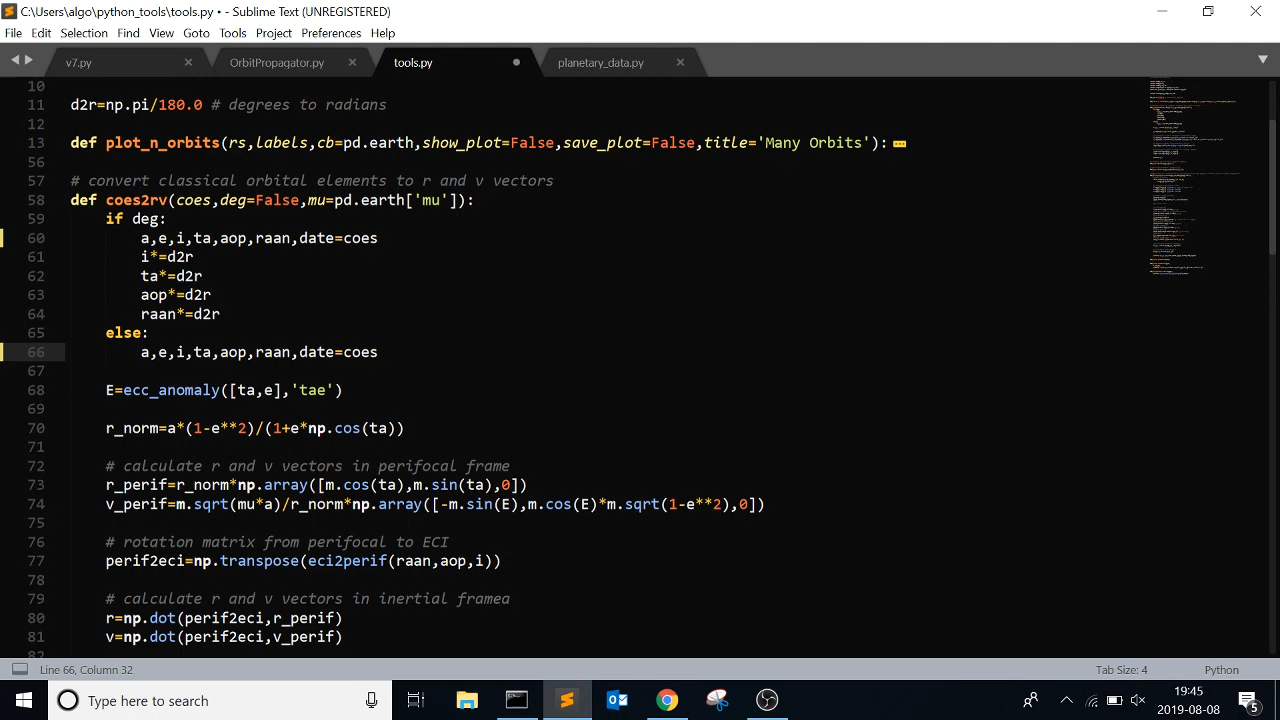 C:\Users\algo\python_tools\tools.py • - Sublime Text (UNREGISTERED)
File Edit Selection Find View Goto Tools Project Preferences Help
v7.py OrbitPropagator.py tools.py planetary_data.py
10
11 d2r=np.pi/180.0 # degrees to radians
12
13 def plot_n_orbits(rs,labels,cb=pd.earth,show_plot=False,save_plot=False,title='Many Orbits'):
56
57 # convert classical orbital elements to r and v vectors
58 def coes2rv(coes,deg=False,mu=pd.earth['mu']):
59 if deg:
60 a,e,i,ta,aop,raan,date=coes
61 i*=d2r
62 ta*=d2r
63 aop*=d2r
64 raan*=d2r
65 else:
66 a,e,i,ta,aop,raan,date=coes
67
68 E=ecc_anomaly([ta,e],'tae')
69
70 r_norm=a*(1-e**2)/(1+e*np.cos(ta))
71
72 # calculate r and v vectors in perifocal frame
73 r_perif=r_norm*np.array([m.cos(ta),m.sin(ta),0])
74 v_perif=m.sqrt(mu*a)/r_norm*np.array([-m.sin(E),m.cos(E)*m.sqrt(1-e**2),0])
75
76 # rotation matrix from perifocal to ECI
77 perif2eci=np.transpose(eci2perif(raan,aop,i))
78
79 # calculate r and v vectors in inertial framea
80 r=np.dot(perif2eci,r_perif)
81 v=np.dot(perif2eci,v_perif)
82
Line 66, Column 32 Tab Size: 4 Python
Type here to search
19:45
2019-08-08
5